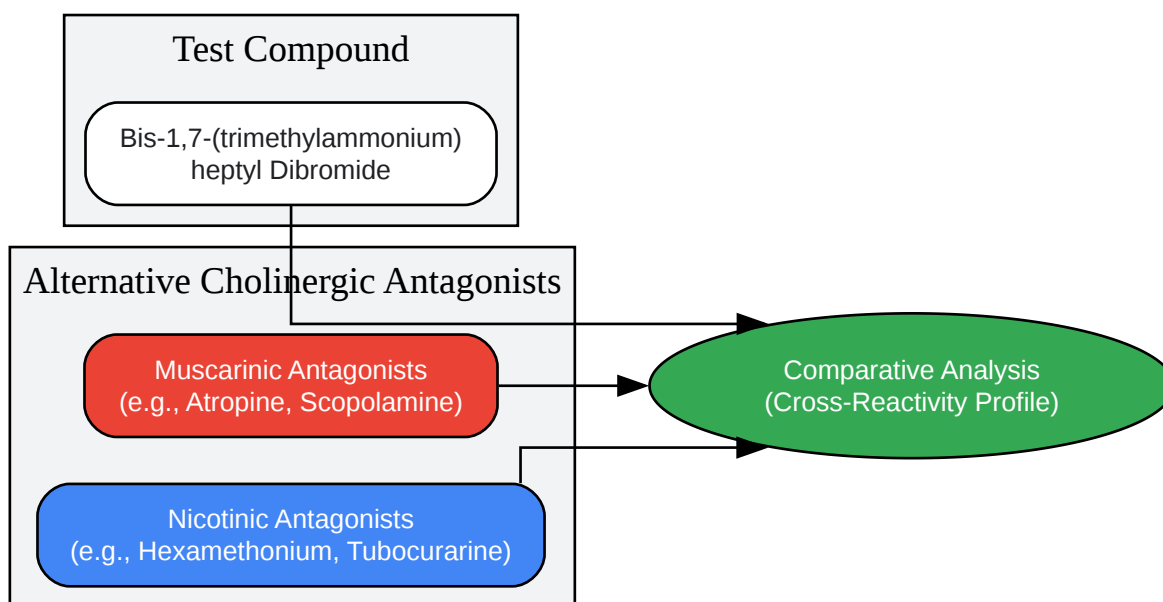 Test Compound
Bis-1,7-(trimethylammonium)
heptyl Dibromide
Alternative Cholinergic Antagonists
Muscarinic Antagonists
(e.g., Atropine, Scopolamine)
Nicotinic Antagonists
(e.g., Hexamethonium, Tubocurarine)
Comparative Analysis
(Cross-Reactivity Profile)